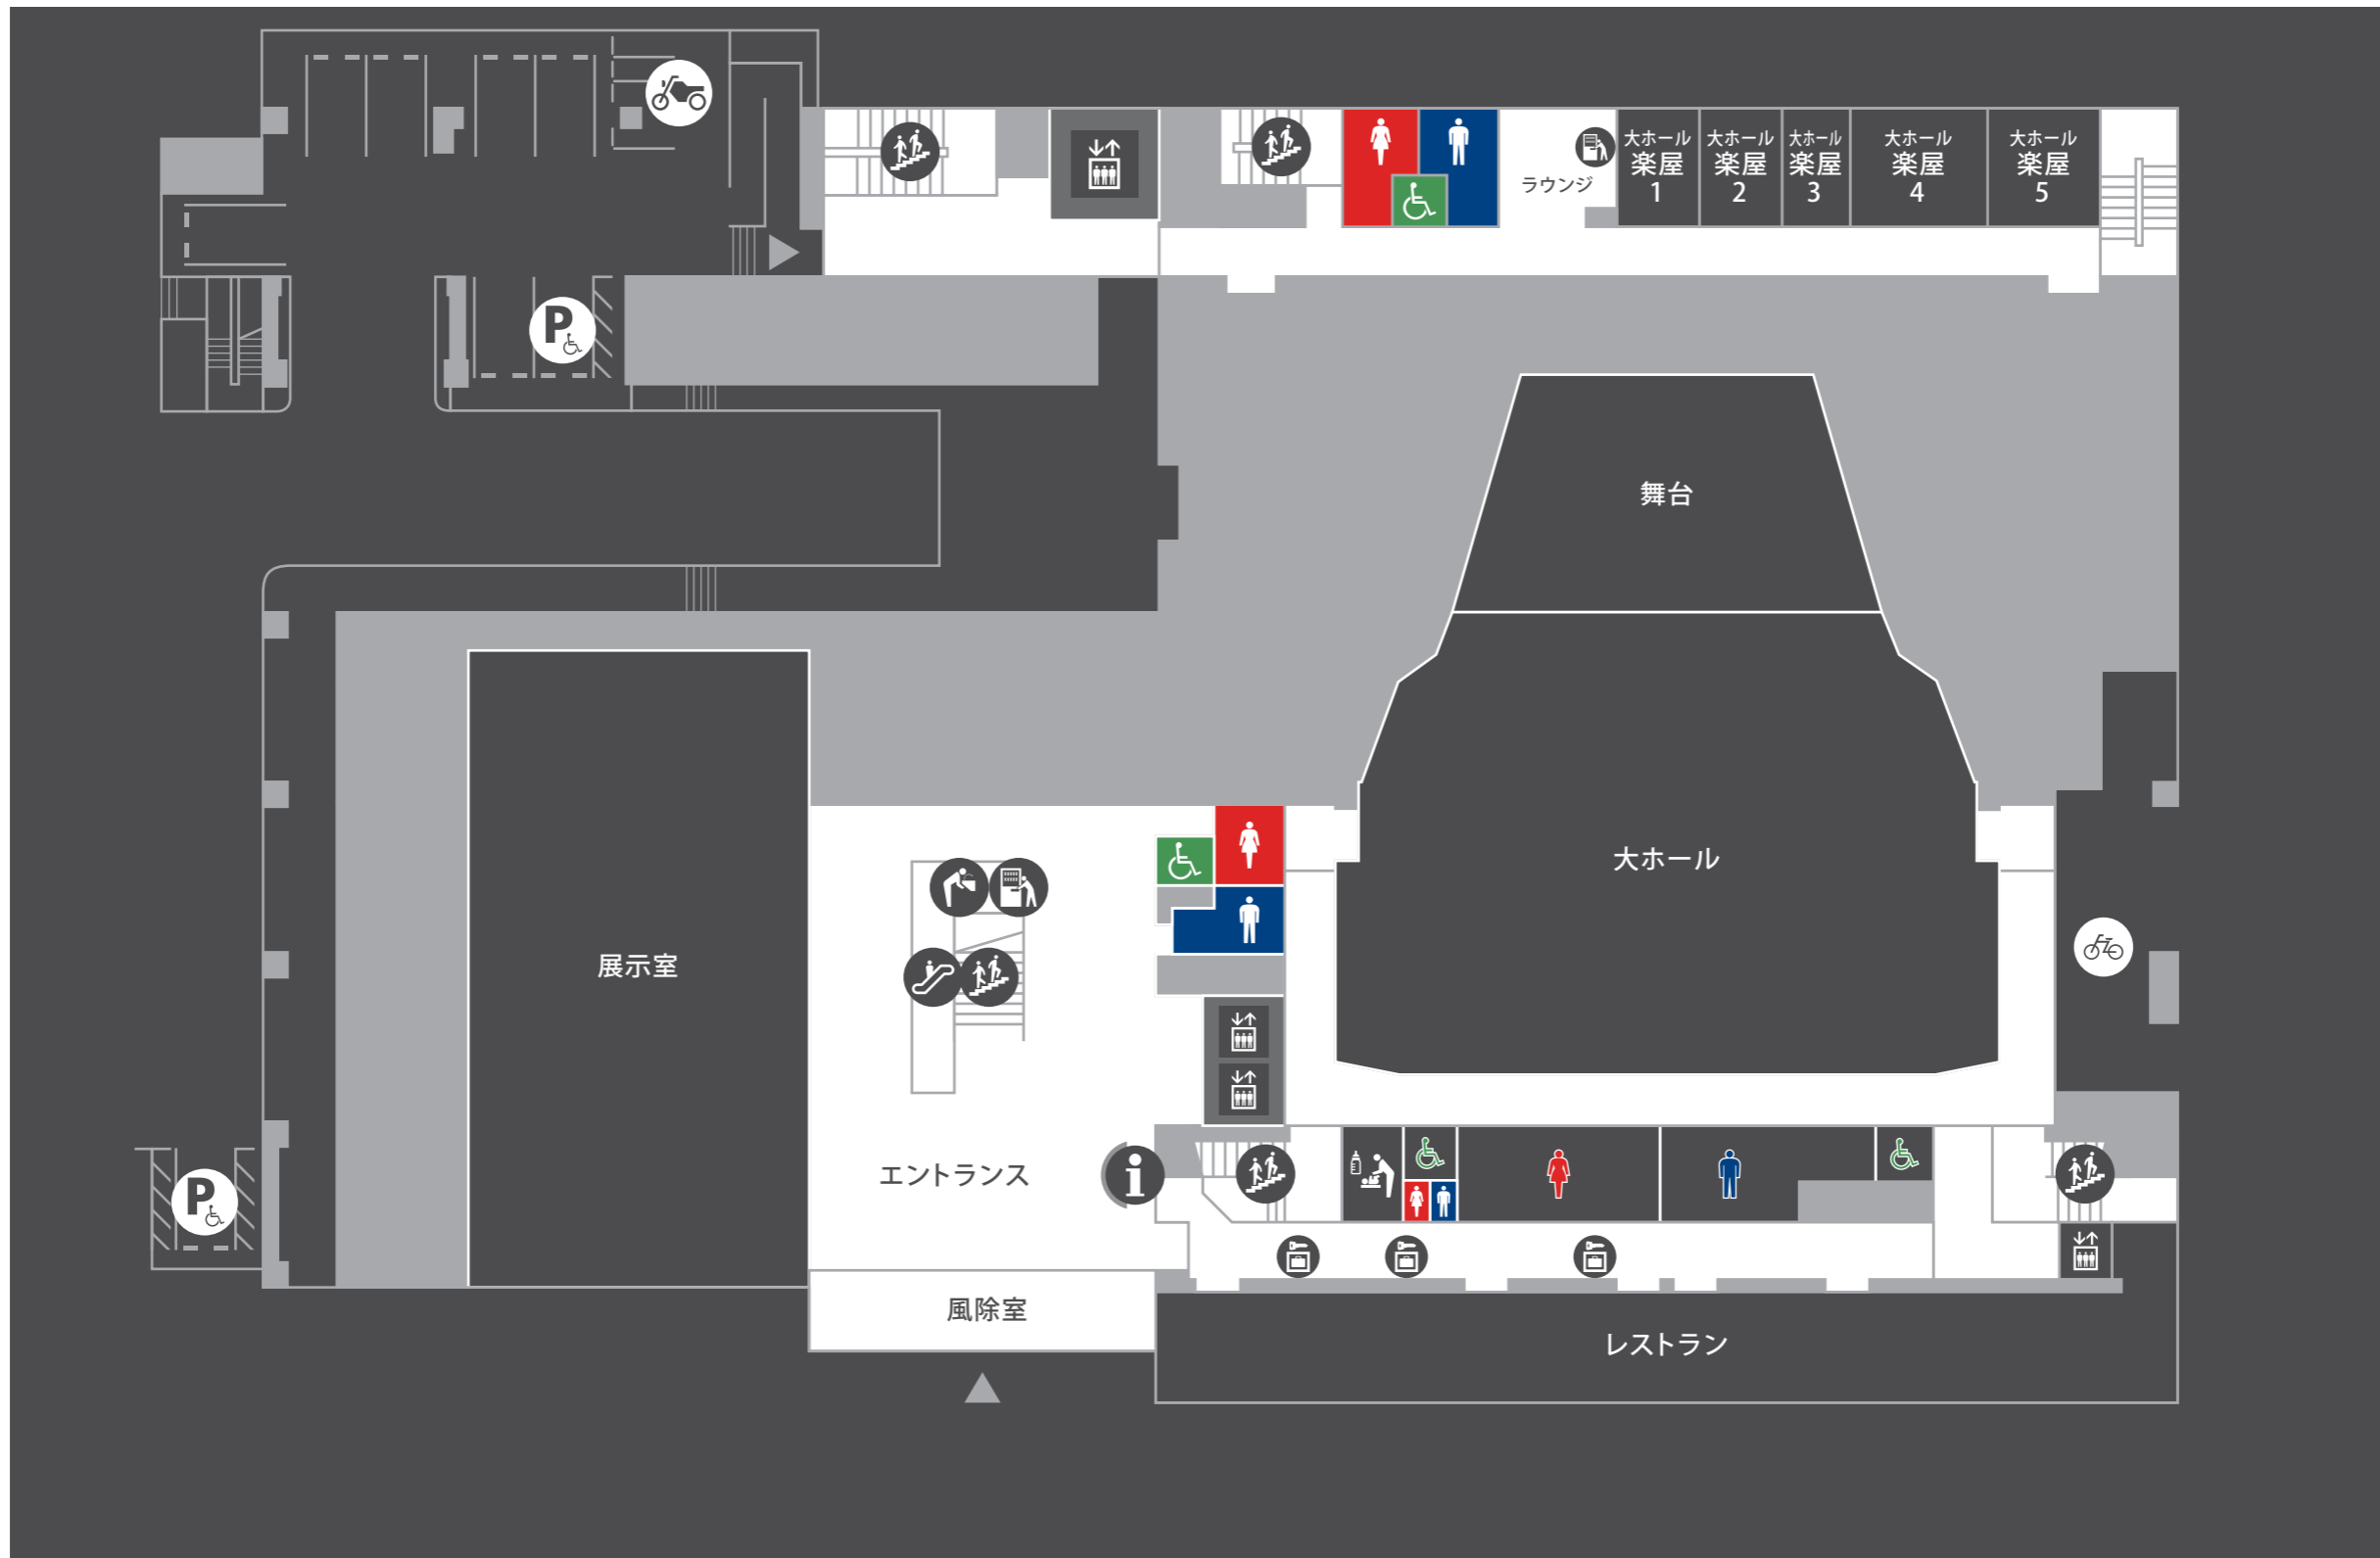 大ホール
楽屋
1
大ホール
楽屋
2
大ホール
楽屋
3
大ホール
楽屋
4
大ホール
楽屋
5
ラウンジ
P
舞台
大ホール
展示室
エントランス
i
P
風除室
レストラン